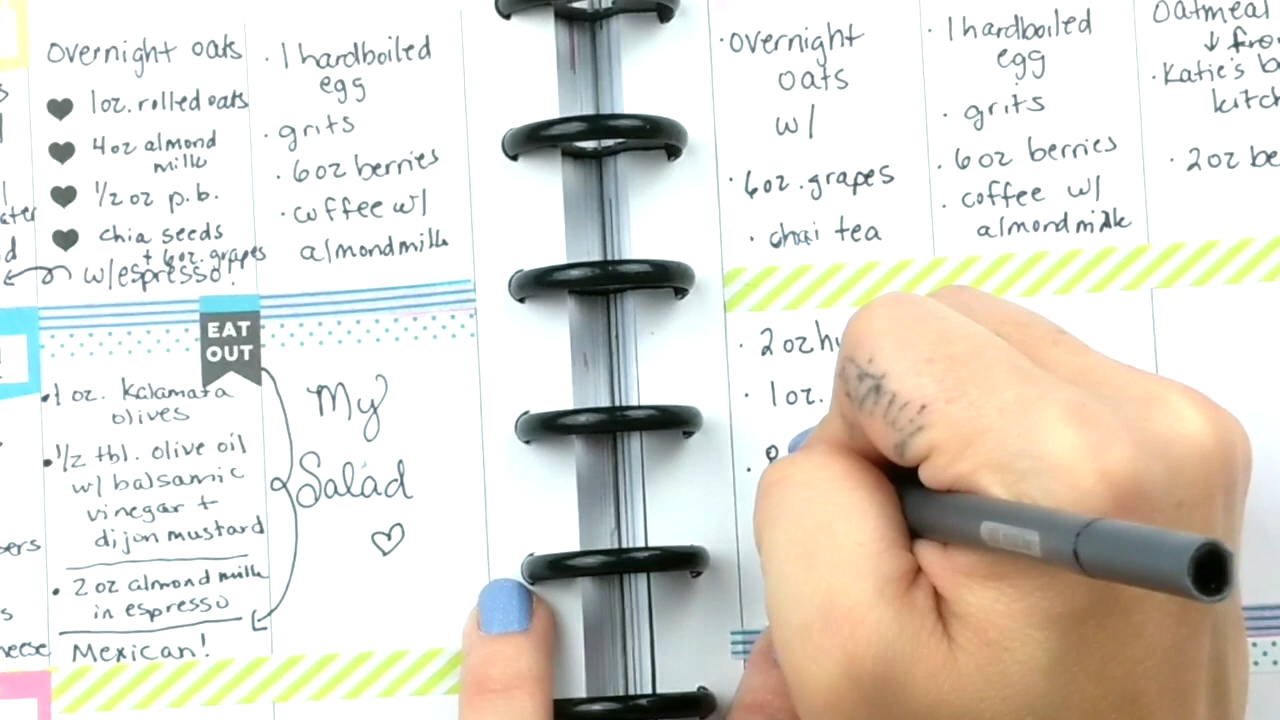 overnight oats
1oz. rolled oats
4oz almond
milk
1/2 oz p.b.
chia seeds
+ 6oz. grapes
w/espresso!
EAT
OUT
1 oz. Kalamata
olives
1/2 tbl. olive oil
w/ balsamic
vinegar +
dijon mustard
2 oz almond milk
in espresso
Mexican!
1 hardboiled
egg
grits
6oz berries
coffee w/
almondmilk
My
Salad
overnight
oats
w/
6oz. grapes
chai tea
2oz
1oz.
1 hardboiled
egg
grits
6oz berries
coffee w/
almondmilk
oatmeal
Katie's
2oz